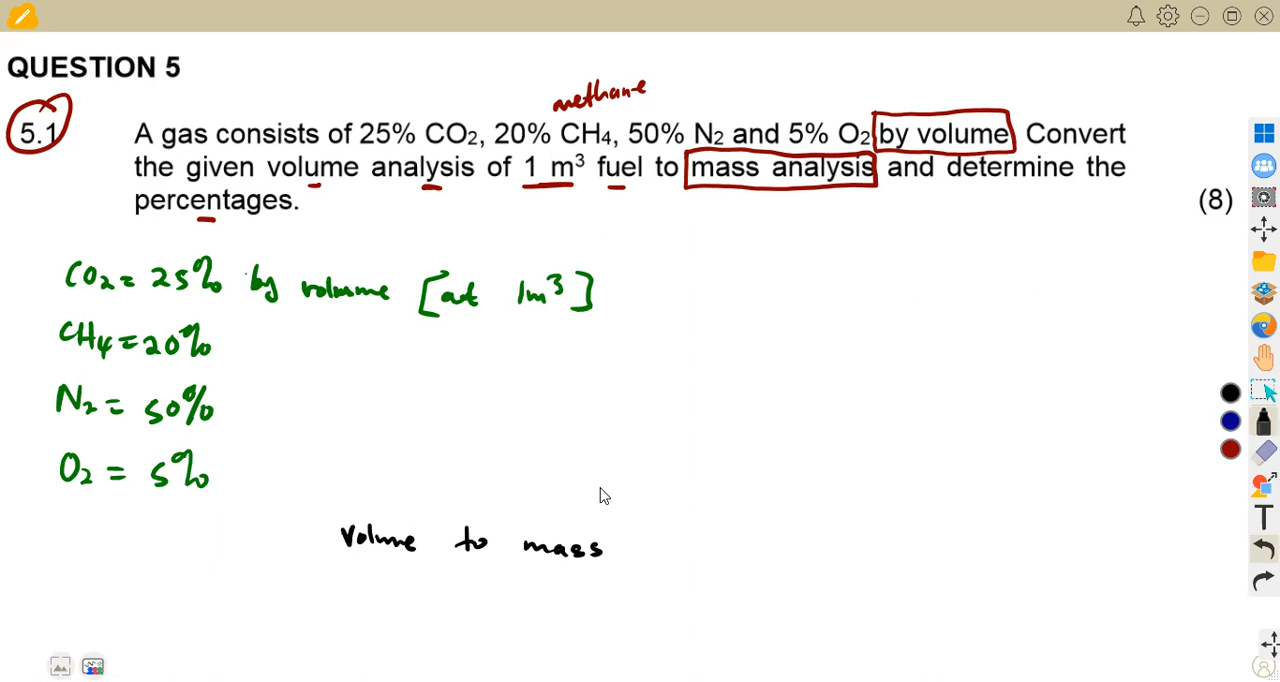 QUESTION 5
methane
5.1 A gas consists of 25% CO2, 20% CH4, 50% N2 and 5% O2 by volume. Convert
the given volume analysis of 1 m³ fuel to mass analysis and determine the
percentages.
(8)
CO2 = 25% by volume [at 1m³]
CH4 = 20%
N2 = 50%
O2 = 5%
volume to mass
T